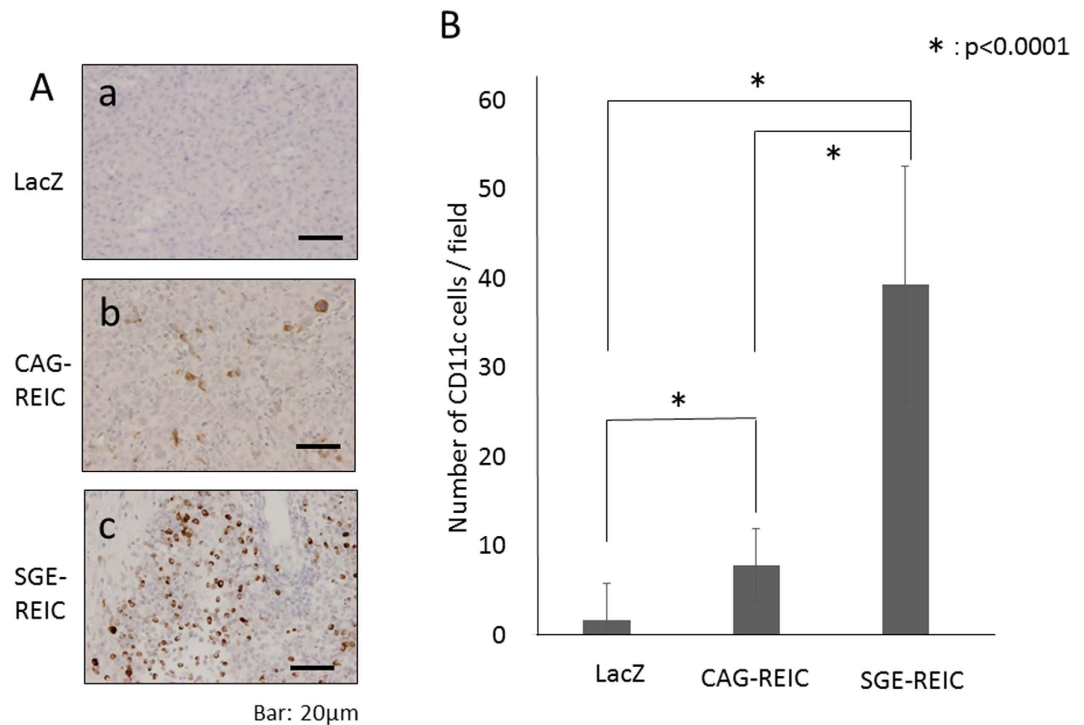 A
a
LacZ
b
CAG-
REIC
c
SGE-
REIC
Bar: 20µm
B
* : p<0.0001
Number of CD11c cells / field
60
50
40
30
20
10
0
*
*
*
LacZ
CAG-REIC
SGE-REIC